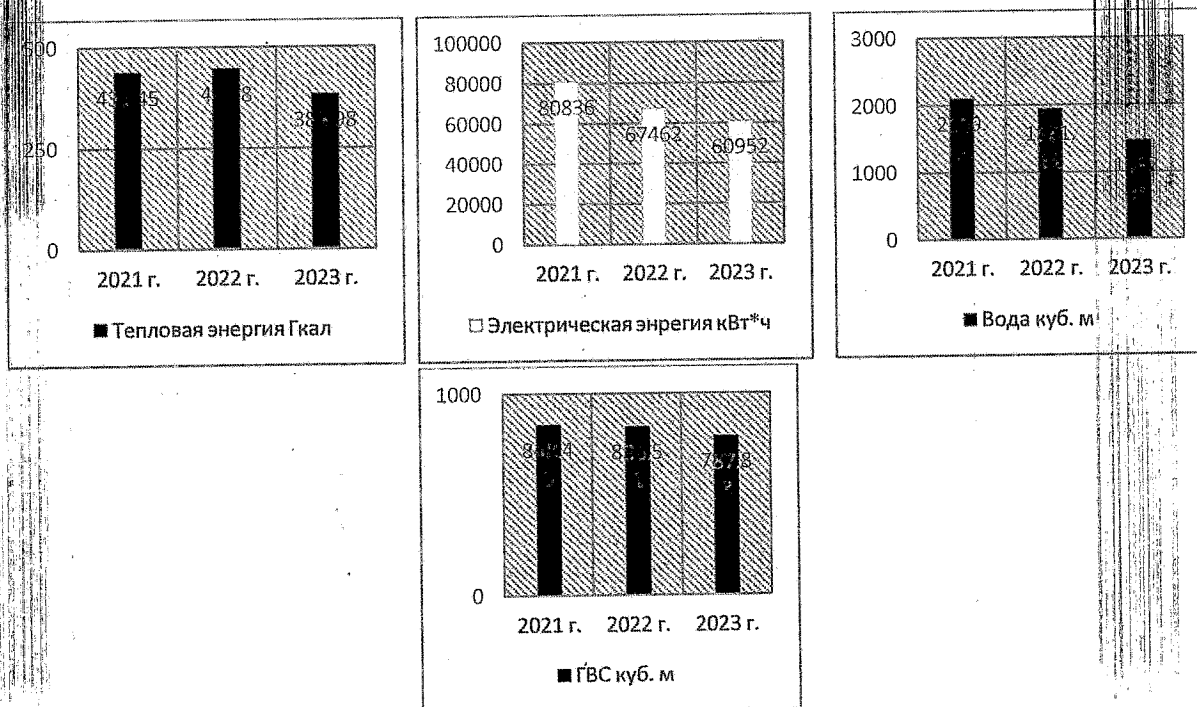 500
250
0
2021 г. 2022 г. 2023 г.
Тепловая энергия Гкал
100000
80000
60000
40000
20000
0
80836
67462
60952
2021 г. 2022 г. 2023 г.
Электрическая энрегия кВт*ч
3000
2000
1000
0
2021 г. 2022 г. 2023 г.
Вода куб. м
1000
0
2021 г. 2022 г. 2023 г.
ГВС куб. м